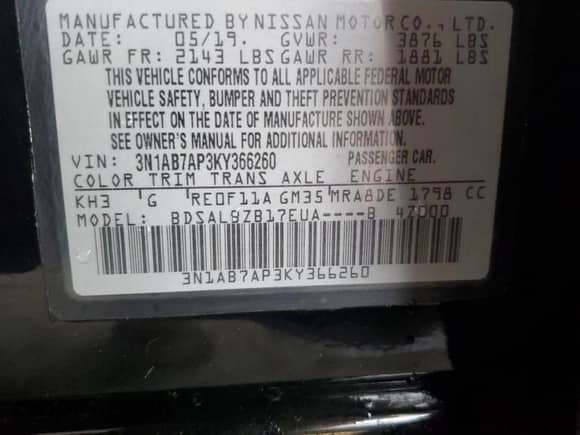 MANUFACTURED BY NISSAN MOTOR CO., LTD.
DATE: 05/19. GVWR: 3876 LBS
GAWR FR: 2143 LBS GAWR RR: 1881 LBS
THIS VEHICLE CONFORMS TO ALL APPLICABLE FEDERAL MOTOR
VEHICLE SAFETY, BUMPER AND THEFT PREVENTION STANDARDS
IN EFFECT ON THE DATE OF MANUFACTURE SHOWN ABOVE.
SEE OWNER'S MANUAL FOR ADDITIONAL INFORMATION.
VIN: 3N1AB7AP3KY366260 PASSENGER CAR.
COLOR TRIM TRANS AXLE ENGINE
KH3 G RE0F11A GM35 MRA8DE 1798 CC
MODEL: BDSALBZB17EUA----B 4Z000
3N1AB7AP3KY366260